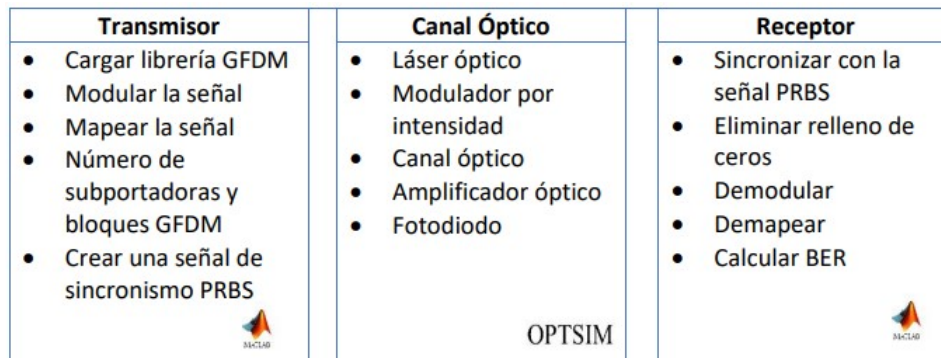 Transmisor
Cargar librería GFDM
Modular la señal
Mapear la señal
Número de
subportadoras y
bloques GFDM
Crear una señal de
sincronismo PRBS
MATLAB
Canal Óptico
Láser óptico
Modulador por
intensidad
Canal óptico
Amplificador óptico
Fotodiodo
OPTSIM
Receptor
Sincronizar con la
señal PRBS
Eliminar relleno de
ceros
Demodular
Demapear
Calcular BER
MATLAB